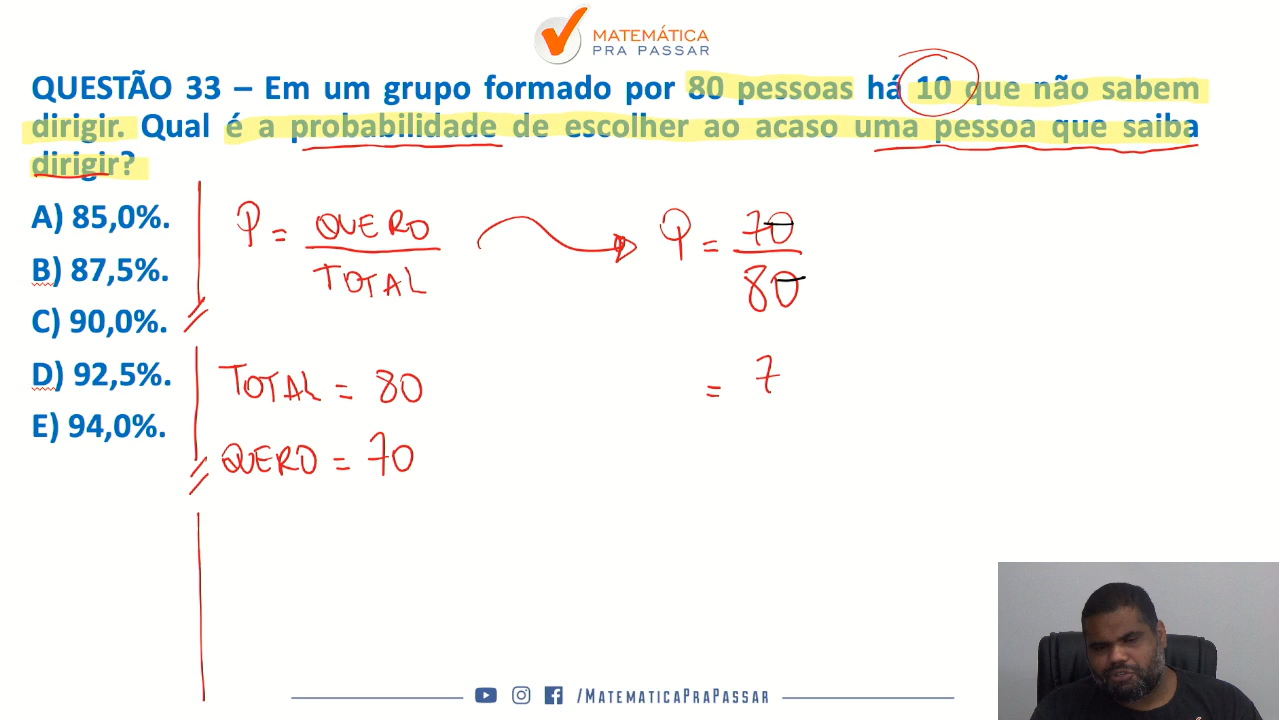 MATEMÁTICA
PRA PASSAR
QUESTÃO 33 – Em um grupo formado por 80 pessoas há 10 que não sabem
dirigir. Qual é a probabilidade de escolher ao acaso uma pessoa que saiba
dirigir?
A) 85,0%.
B) 87,5%.
C) 90,0%.
D) 92,5%.
E) 94,0%.
P = QUERO
TOTAL
P = 70
80
= 7
TOTAL = 80
QUERO = 70
/MATEMATICAPRAPASSAR